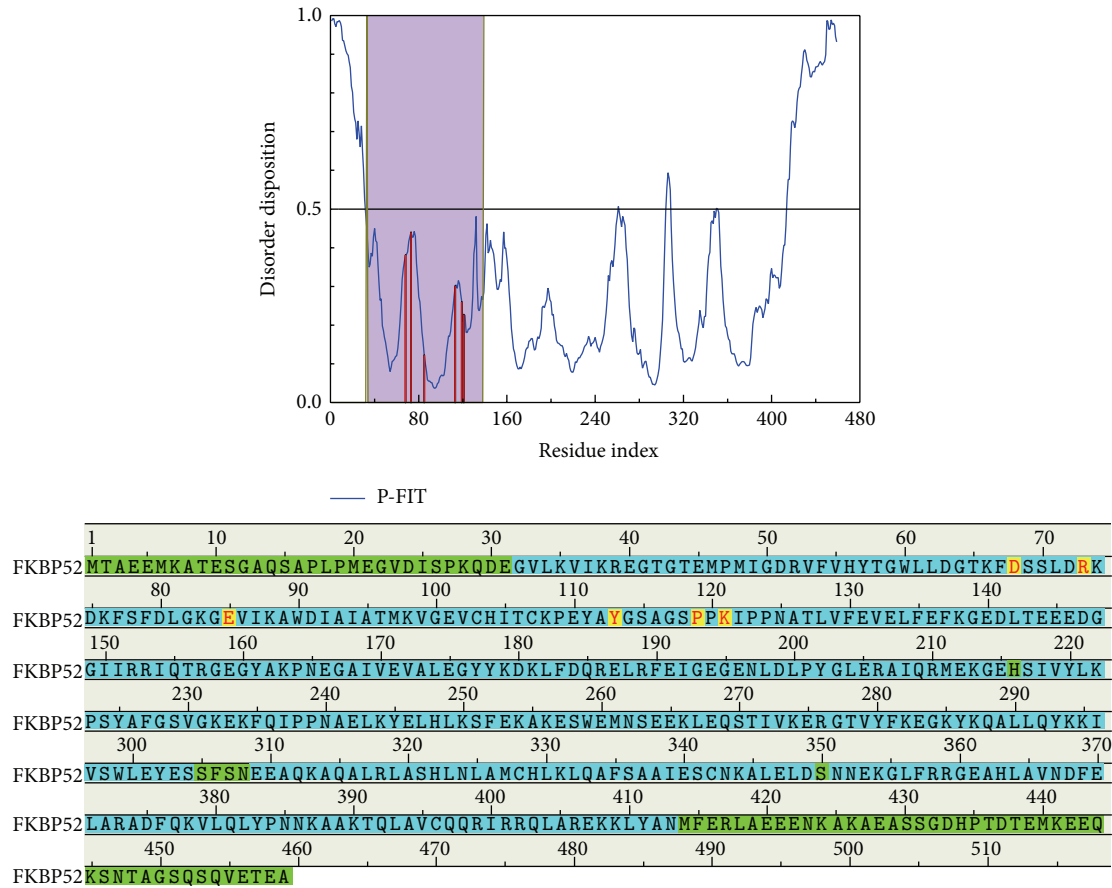 1.0
0.5
0.0
Disorder disposition
0 80 160 240 320 400 480
Residue index
P-FIT
1 10 20 30 40 50 60 70
FKBP52 MTAEEMKATESGAQSAPLPMEGVDISPKQDEGVLKVIKREGTGTEMPMIGDRVFVHYTGWLLDGTKFDSSLDRK
80 90 100 110 120 130 140
FKBP52 DKFSFDLGKGEVIKAWDIAIATMKVGEVCHITCKPEYAYGSAGSPPKIPPNATLVFEVELFEFKGEDLTEEEDG
150 160 170 180 190 200 210 220
FKBP52 GIIRRIQTRGEGYAKPNEGAIVEVALEGYYKDKLFDQRELRFEIGEGENLDLPYGLERAIQRMEKGEHSIVYLK
230 240 250 260 270 280 290
FKBP52 PSYAFGSVGKEKFQIPPNAELKYELHLKSFEKAKESWEMNSEEKLEQSTIVKERGTVYFKEGKYKQALLQYKKI
300 310 320 330 340 350 360 370
FKBP52 VSWLEYESSFSNEEAQKAQALRLASHLNLAMCHLKLQAFSAAIESCNKALELDSNNEKGLFRRGEAHLAVNDFE
380 390 400 410 420 430 440
FKBP52 LARADFQKVLQLYPNNKAAKTQLAVCQQRIRRQLAREKKLYANMFERLAEEENKAKAEASSGDHPTDTEMKEEQ
450 460 470 480 490 500 510
FKBP52 KSNTAGSQSQVETEA